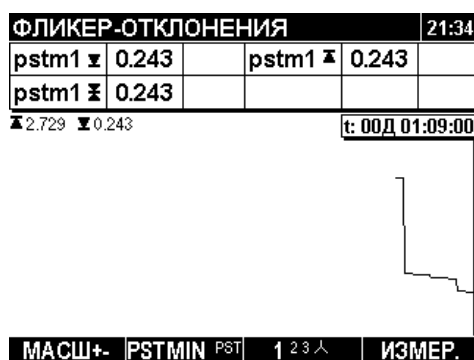 ФЛИКЕР-ОТКЛОНЕНИЯ 21:34
pstm1 0.243 pstm1 0.243
pstm1 0.243
2.729 0.243 t: 00Д 01:09:00
МАСШ+- PSTMIN PST 1 2 3 ИЗМЕР.